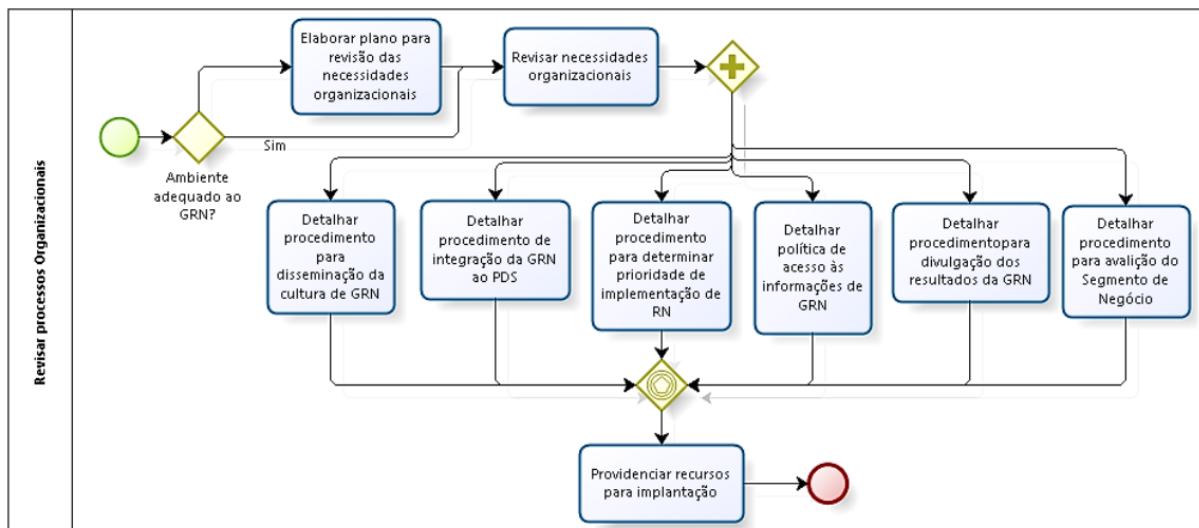 Revisar processos Organizacionais
Elaborar plano para
revisão das
necessidades
organizacionais
Revisar necessidades
organizacionais
Sim
Ambiente
adequado ao
GRN?
Detalhar
procedimento
para
disseminação da
cultura de GRN
Detalhar
procedimento de
integração da GRN
ao PDS
Detalhar
procedimento
para determinar
prioridade de
implementação de
RN
Detalhar
política de
acesso às
informações de
GRN
Detalhar
procedimentopara
divulgação dos
resultados da GRN
Detalhar
procedimento
para avalição do
Segmento de
Negócio
Providenciar recursos
para implantação